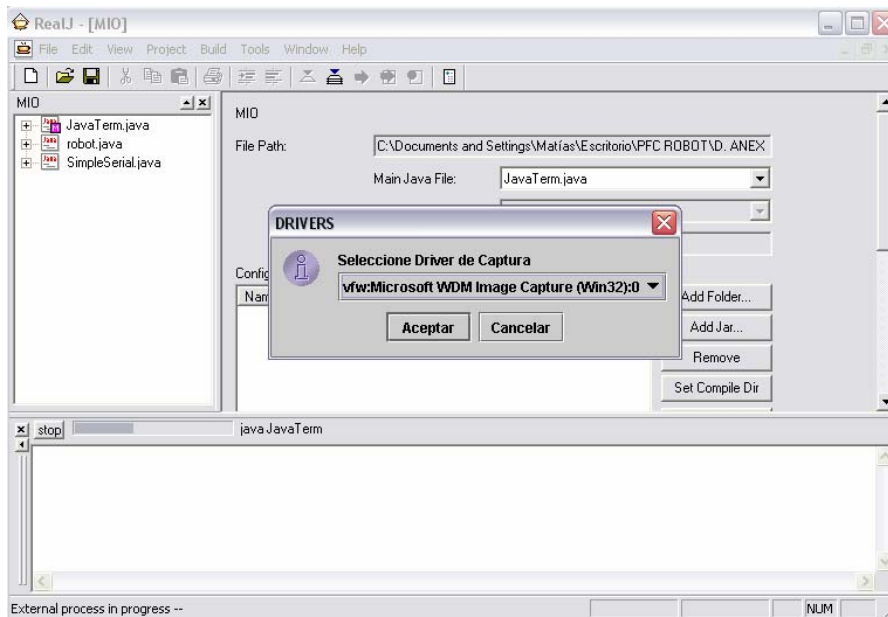 RealJ - [MIO]
File Edit View Project Build Tools Window Help
MIO
JavaTerm.java
robot.java
SimpleSerial.java
MIO
File Path: C:\Documents and Settings\Matías\Escritorio\PFC ROBOT\D. ANEX
Main Java File: JavaTerm.java
DRIVERS
Seleccione Driver de Captura
vfw:Microsoft WDM Image Capture (Win32):0
Aceptar Cancelar
Config
Nam
Add Folder...
Add Jar...
Remove
Set Compile Dir
stop java JavaTerm
External process in progress -- NUM